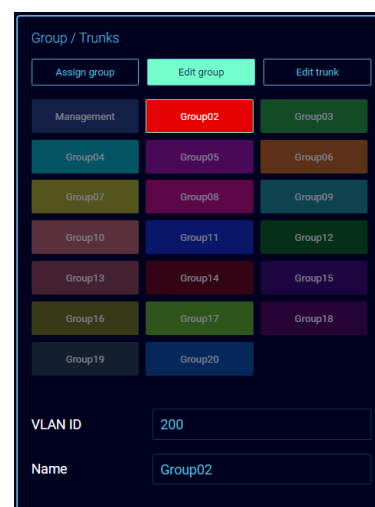 Group / Trunks
Assign group Edit group Edit trunk
Management Group02 Group03
Group04 Group05 Group06
Group07 Group08 Group09
Group10 Group11 Group12
Group13 Group14 Group15
Group16 Group17 Group18
Group19 Group20
VLAN ID 200
Name Group02